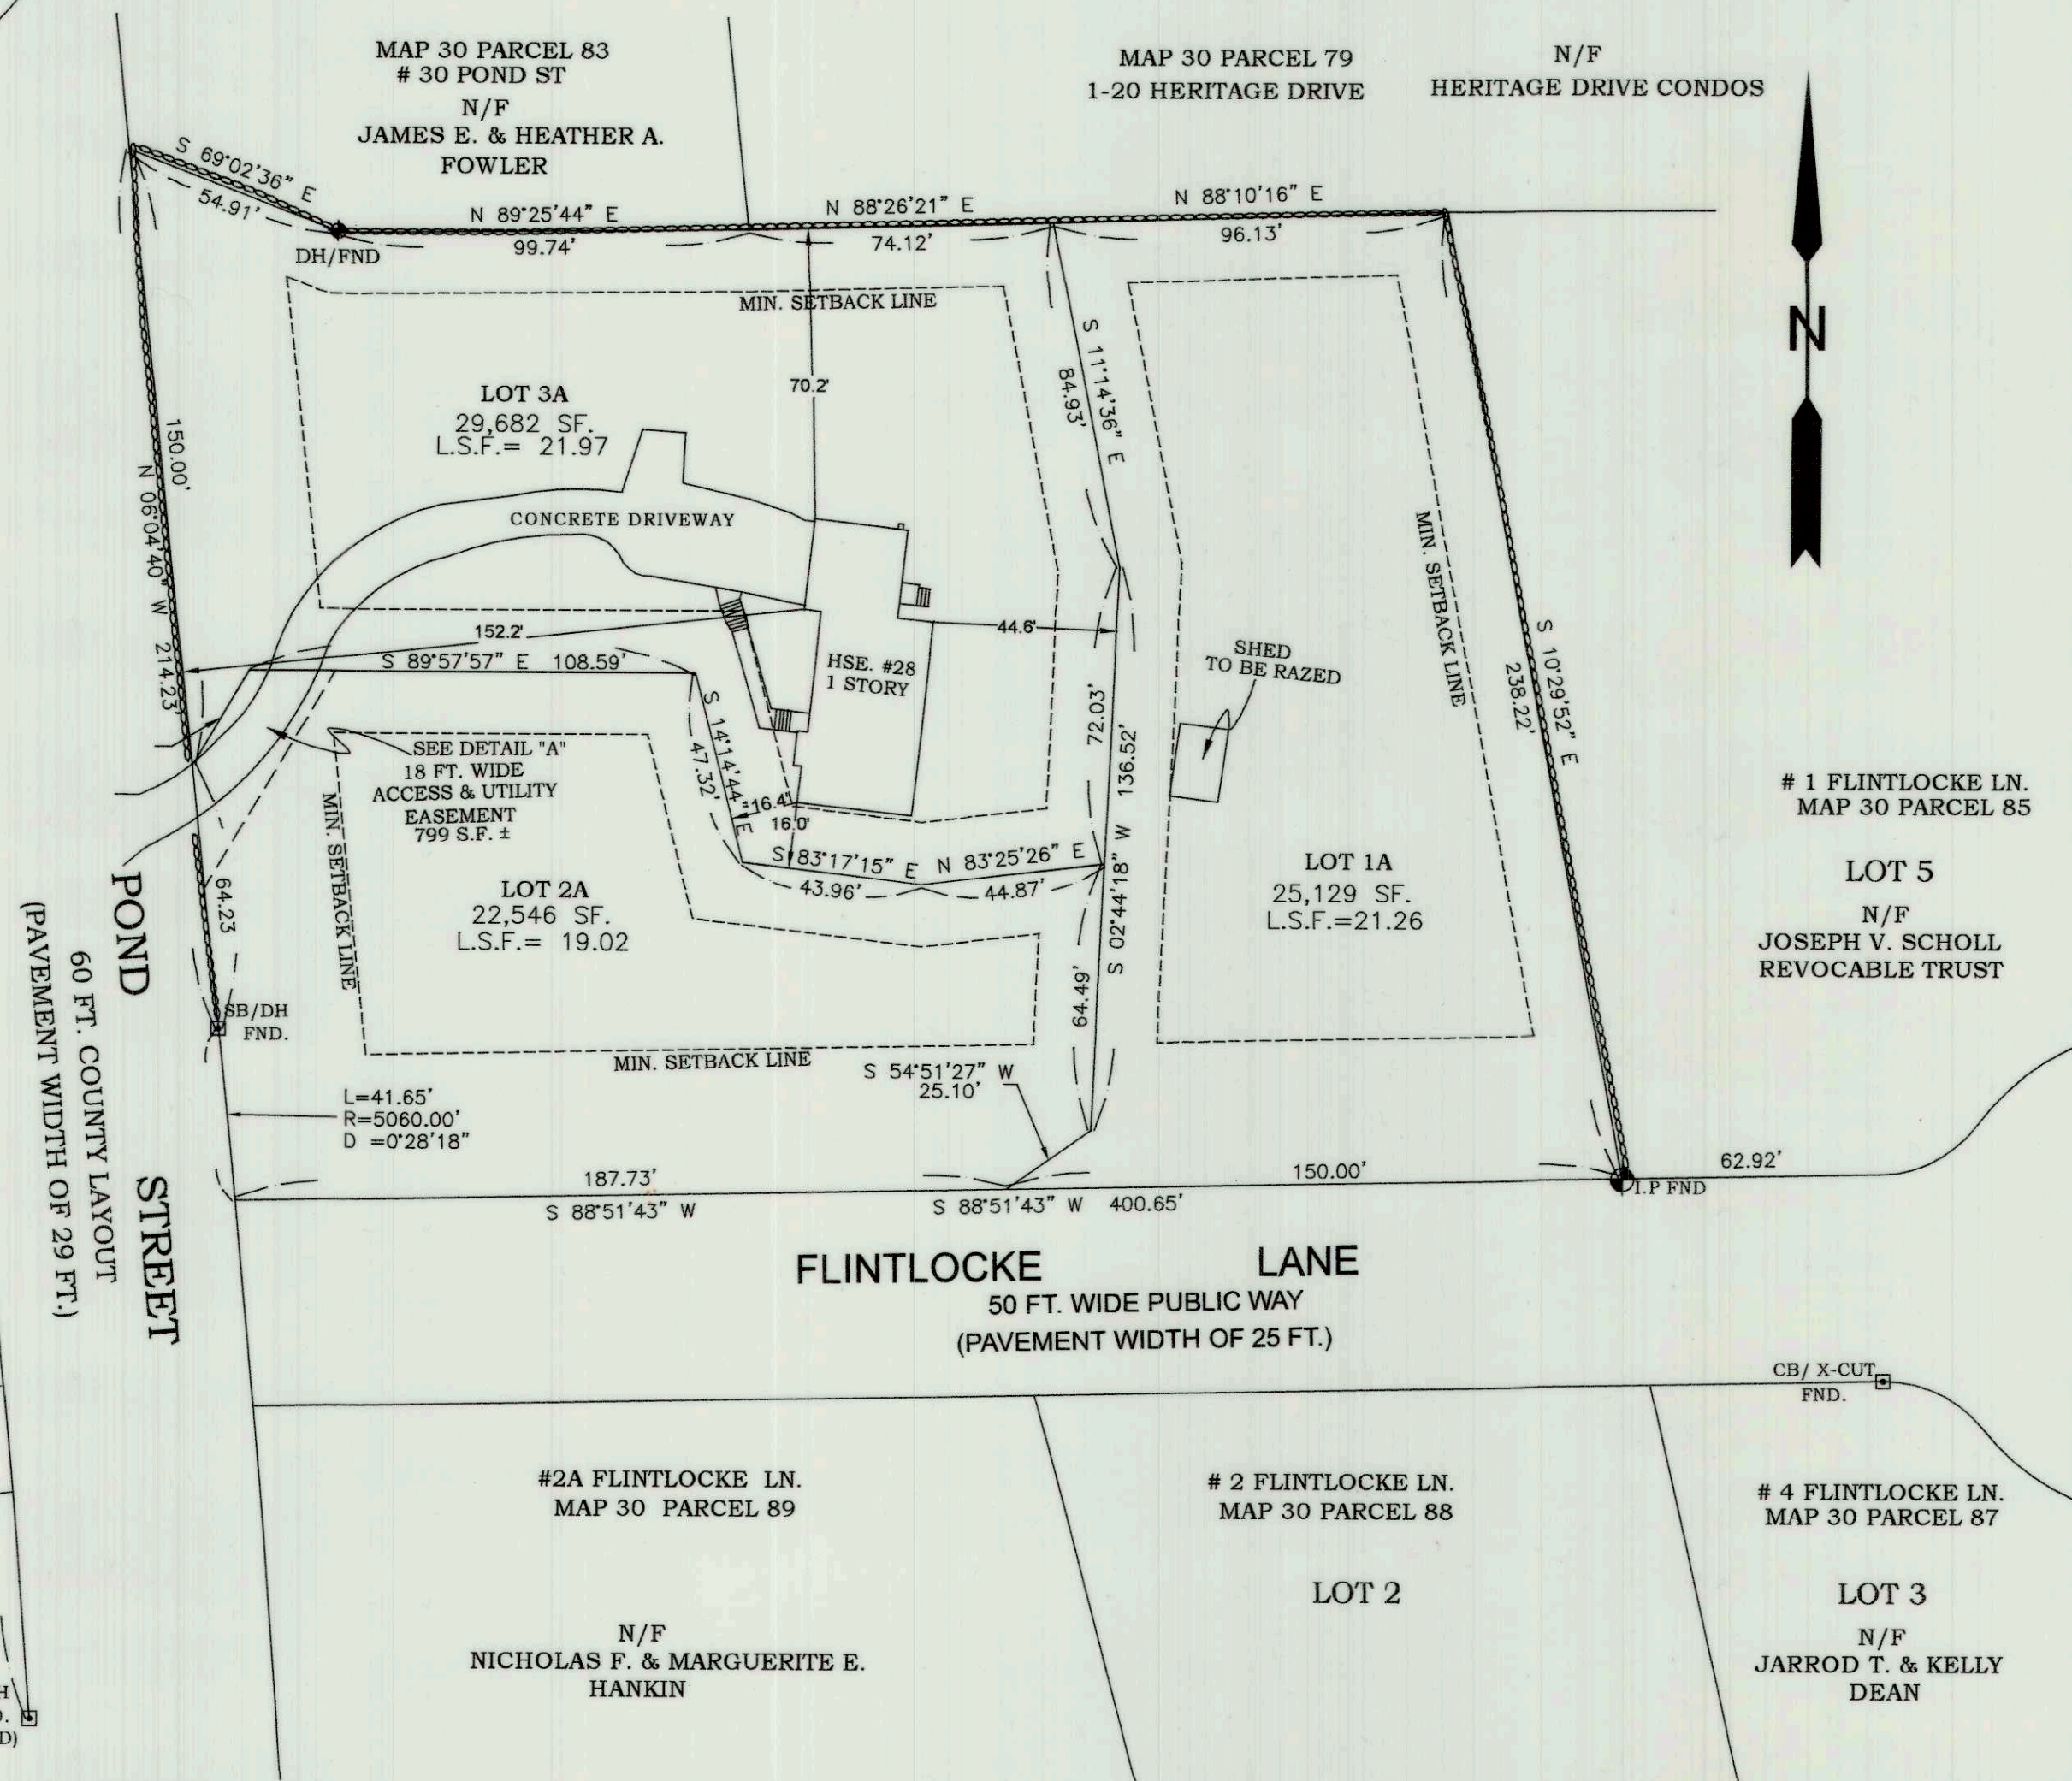 MAP 30 PARCEL 83
# 30 POND ST
N/F
JAMES E. & HEATHER A.
FOWLER
MAP 30 PARCEL 79
1-20 HERITAGE DRIVE
N/F
HERITAGE DRIVE CONDOS
N
S 69°02'36" E
54.91'
DH/FND
N 89°25'44" E
99.74'
N 88°26'21" E
74.12'
N 88°10'16" E
96.13'
MIN. SETBACK LINE
LOT 3A
29,682 SF.
L.S.F.= 21.97
70.2'
S 11°14'36" E
84.93'
150.00'
N 06°04'40" W 214.23'
CONCRETE DRIVEWAY
MIN. SETBACK LINE
S 10°29'52" E
238.22'
152.2'
44.6'
S 89°57'57" E 108.59'
HSE. #28
1 STORY
SHED
TO BE RAZED
S 14°14'44" E
47.32'
72.03'
S 02°44'18" W 136.52'
SEE DETAIL "A"
18 FT. WIDE
ACCESS & UTILITY
EASEMENT
799 S.F. ±
16.4'
16.0'
MIN. SETBACK LINE
S 83°17'15" E
43.96'
N 83°25'26" E
44.87'
LOT 2A
22,546 SF.
L.S.F.= 19.02
LOT 1A
25,129 SF.
L.S.F.=21.26
# 1 FLINTLOCKE LN.
MAP 30 PARCEL 85
LOT 5
N/F
JOSEPH V. SCHOLL
REVOCABLE TRUST
64.23
64.49'
SB/DH
FND.
MIN. SETBACK LINE
S 54°51'27" W
25.10'
L=41.65'
R=5060.00'
D =0°28'18"
187.73'
S 88°51'43" W
150.00'
S 88°51'43" W 400.65'
62.92'
I.P FND
POND STREET
60 FT. COUNTY LAYOUT
(PAVEMENT WIDTH OF 29 FT.)
FLINTLOCKE LANE
50 FT. WIDE PUBLIC WAY
(PAVEMENT WIDTH OF 25 FT.)
CB/ X-CUT
FND.
#2A FLINTLOCKE LN.
MAP 30 PARCEL 89
N/F
NICHOLAS F. & MARGUERITE E.
HANKIN
# 2 FLINTLOCKE LN.
MAP 30 PARCEL 88
LOT 2
# 4 FLINTLOCKE LN.
MAP 30 PARCEL 87
LOT 3
N/F
JARROD T. & KELLY
DEAN